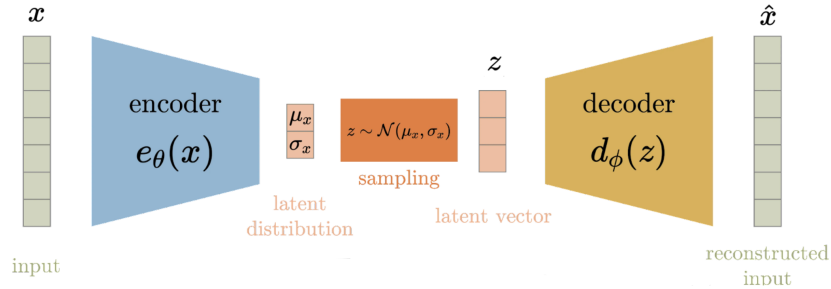 x
input
encoder
e_θ(x)
μ_x
σ_x
latent
distribution
z ∼ 𝒩(μ_x, σ_x)
sampling
z
latent vector
decoder
d_ϕ(z)
x̂
reconstructed
input